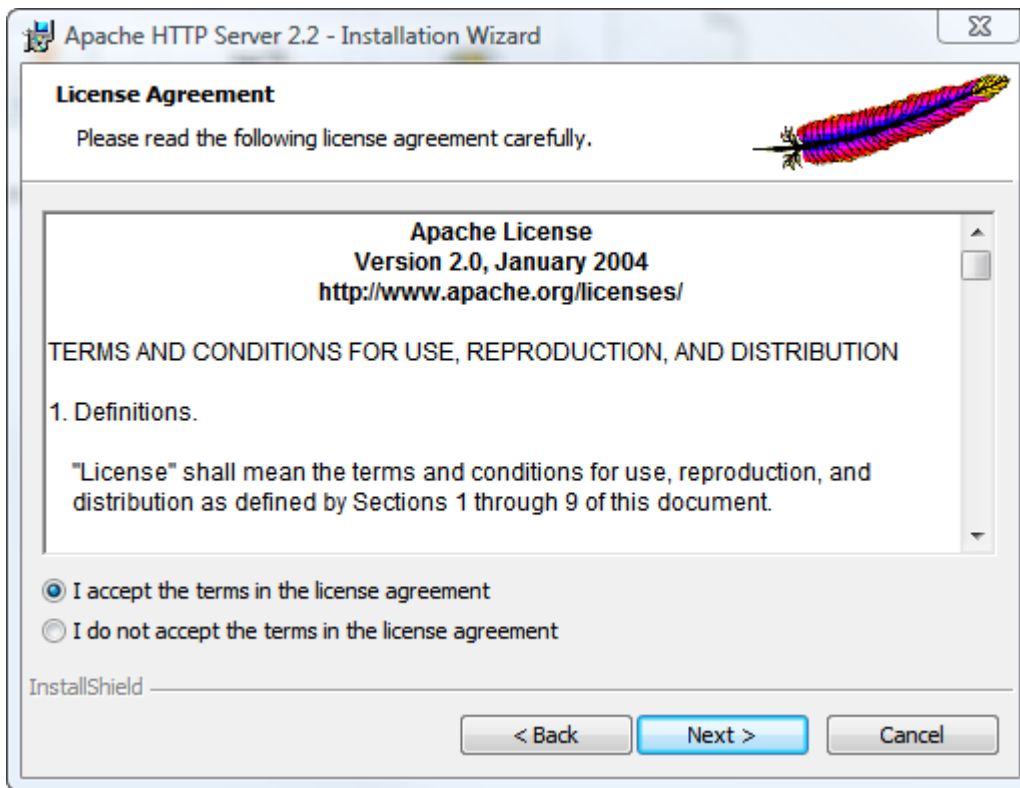 Apache HTTP Server 2.2 - Installation Wizard
License Agreement
Please read the following license agreement carefully.
Apache License
Version 2.0, January 2004
http://www.apache.org/licenses/
TERMS AND CONDITIONS FOR USE, REPRODUCTION, AND DISTRIBUTION
1. Definitions.
"License" shall mean the terms and conditions for use, reproduction, and
distribution as defined by Sections 1 through 9 of this document.
I accept the terms in the license agreement
I do not accept the terms in the license agreement
InstallShield
< Back Next > Cancel